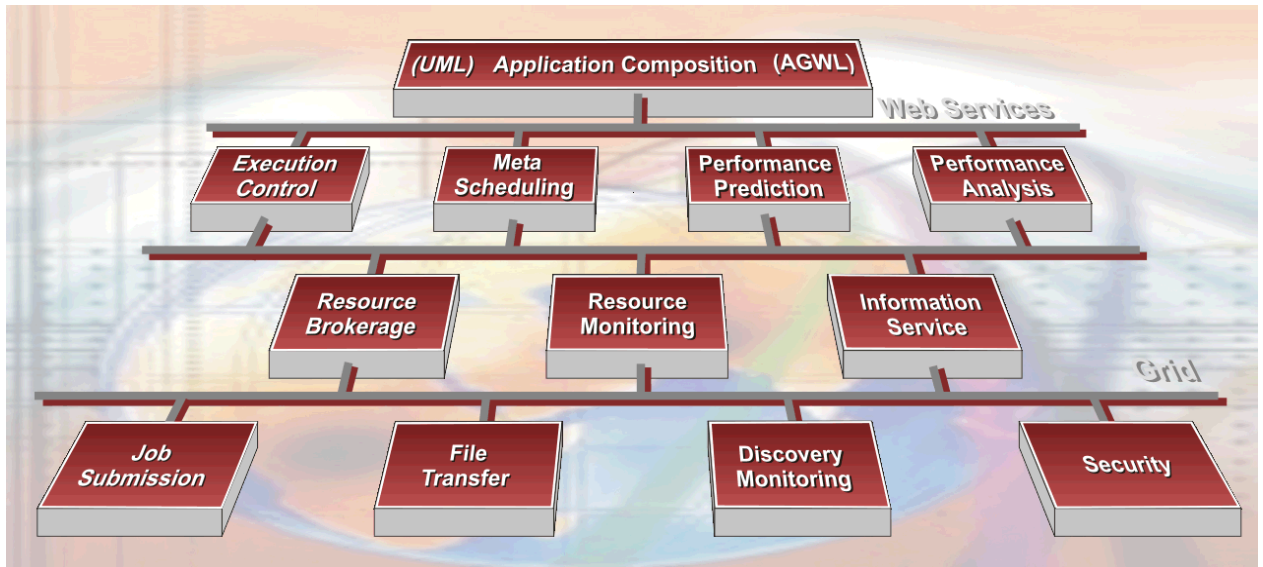 (UML) Application Composition (AGWL)
Web Services
Execution
Control
Meta
Scheduling
Performance
Prediction
Performance
Analysis
Resource
Brokerage
Resource
Monitoring
Information
Service
Grid
Job
Submission
File
Transfer
Discovery
Monitoring
Security